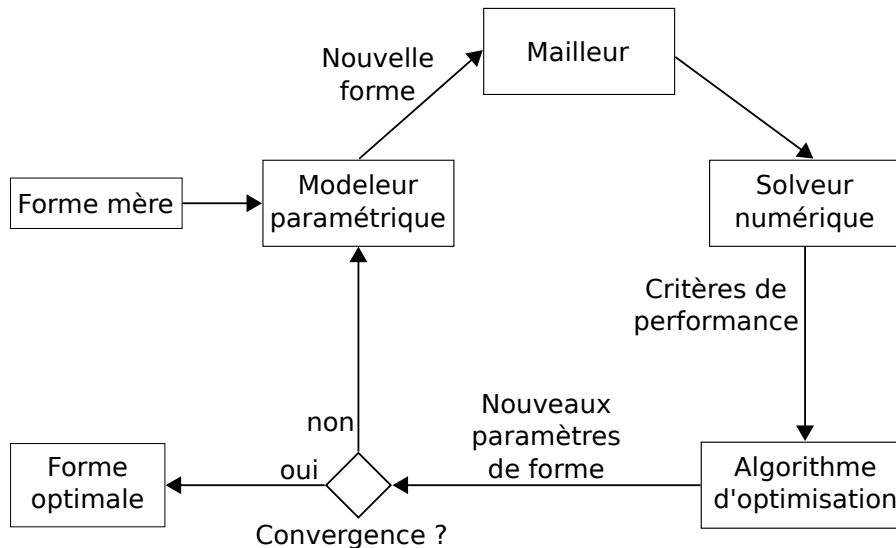 Nouvelle
forme
Mailleur
Forme mère
Modeleur
paramétrique
Solveur
numérique
Critères de
performance
non
Nouveaux
paramètres
de forme
Forme
optimale
oui
Algorithme
d'optimisation
Convergence ?